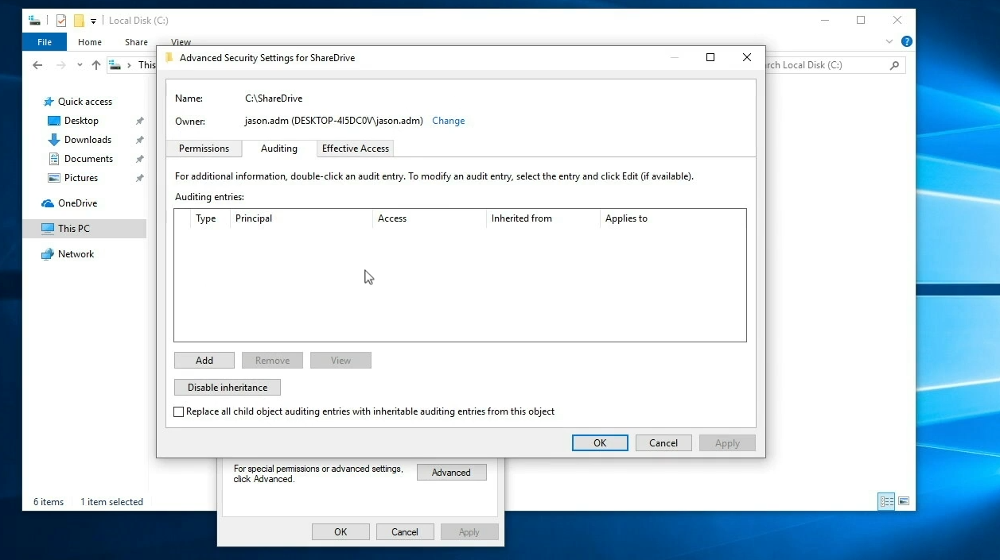 Local Disk (C:)
File Home Share View
This
rch Local Disk (C:)
Quick access
Desktop
Downloads
Documents
Pictures
OneDrive
This PC
Network
6 items 1 item selected
Advanced Security Settings for ShareDrive
Name: C:\ShareDrive
Owner: jason.adm (DESKTOP-4I5DC0V\jason.adm) Change
Permissions Auditing Effective Access
For additional information, double-click an audit entry. To modify an audit entry, select the entry and click Edit (if available).
Auditing entries:
Type Principal Access Inherited from Applies to
Add Remove View
Disable inheritance
Replace all child object auditing entries with inheritable auditing entries from this object
OK Cancel Apply
For special permissions or advanced settings,
click Advanced.
Advanced
OK Cancel Apply